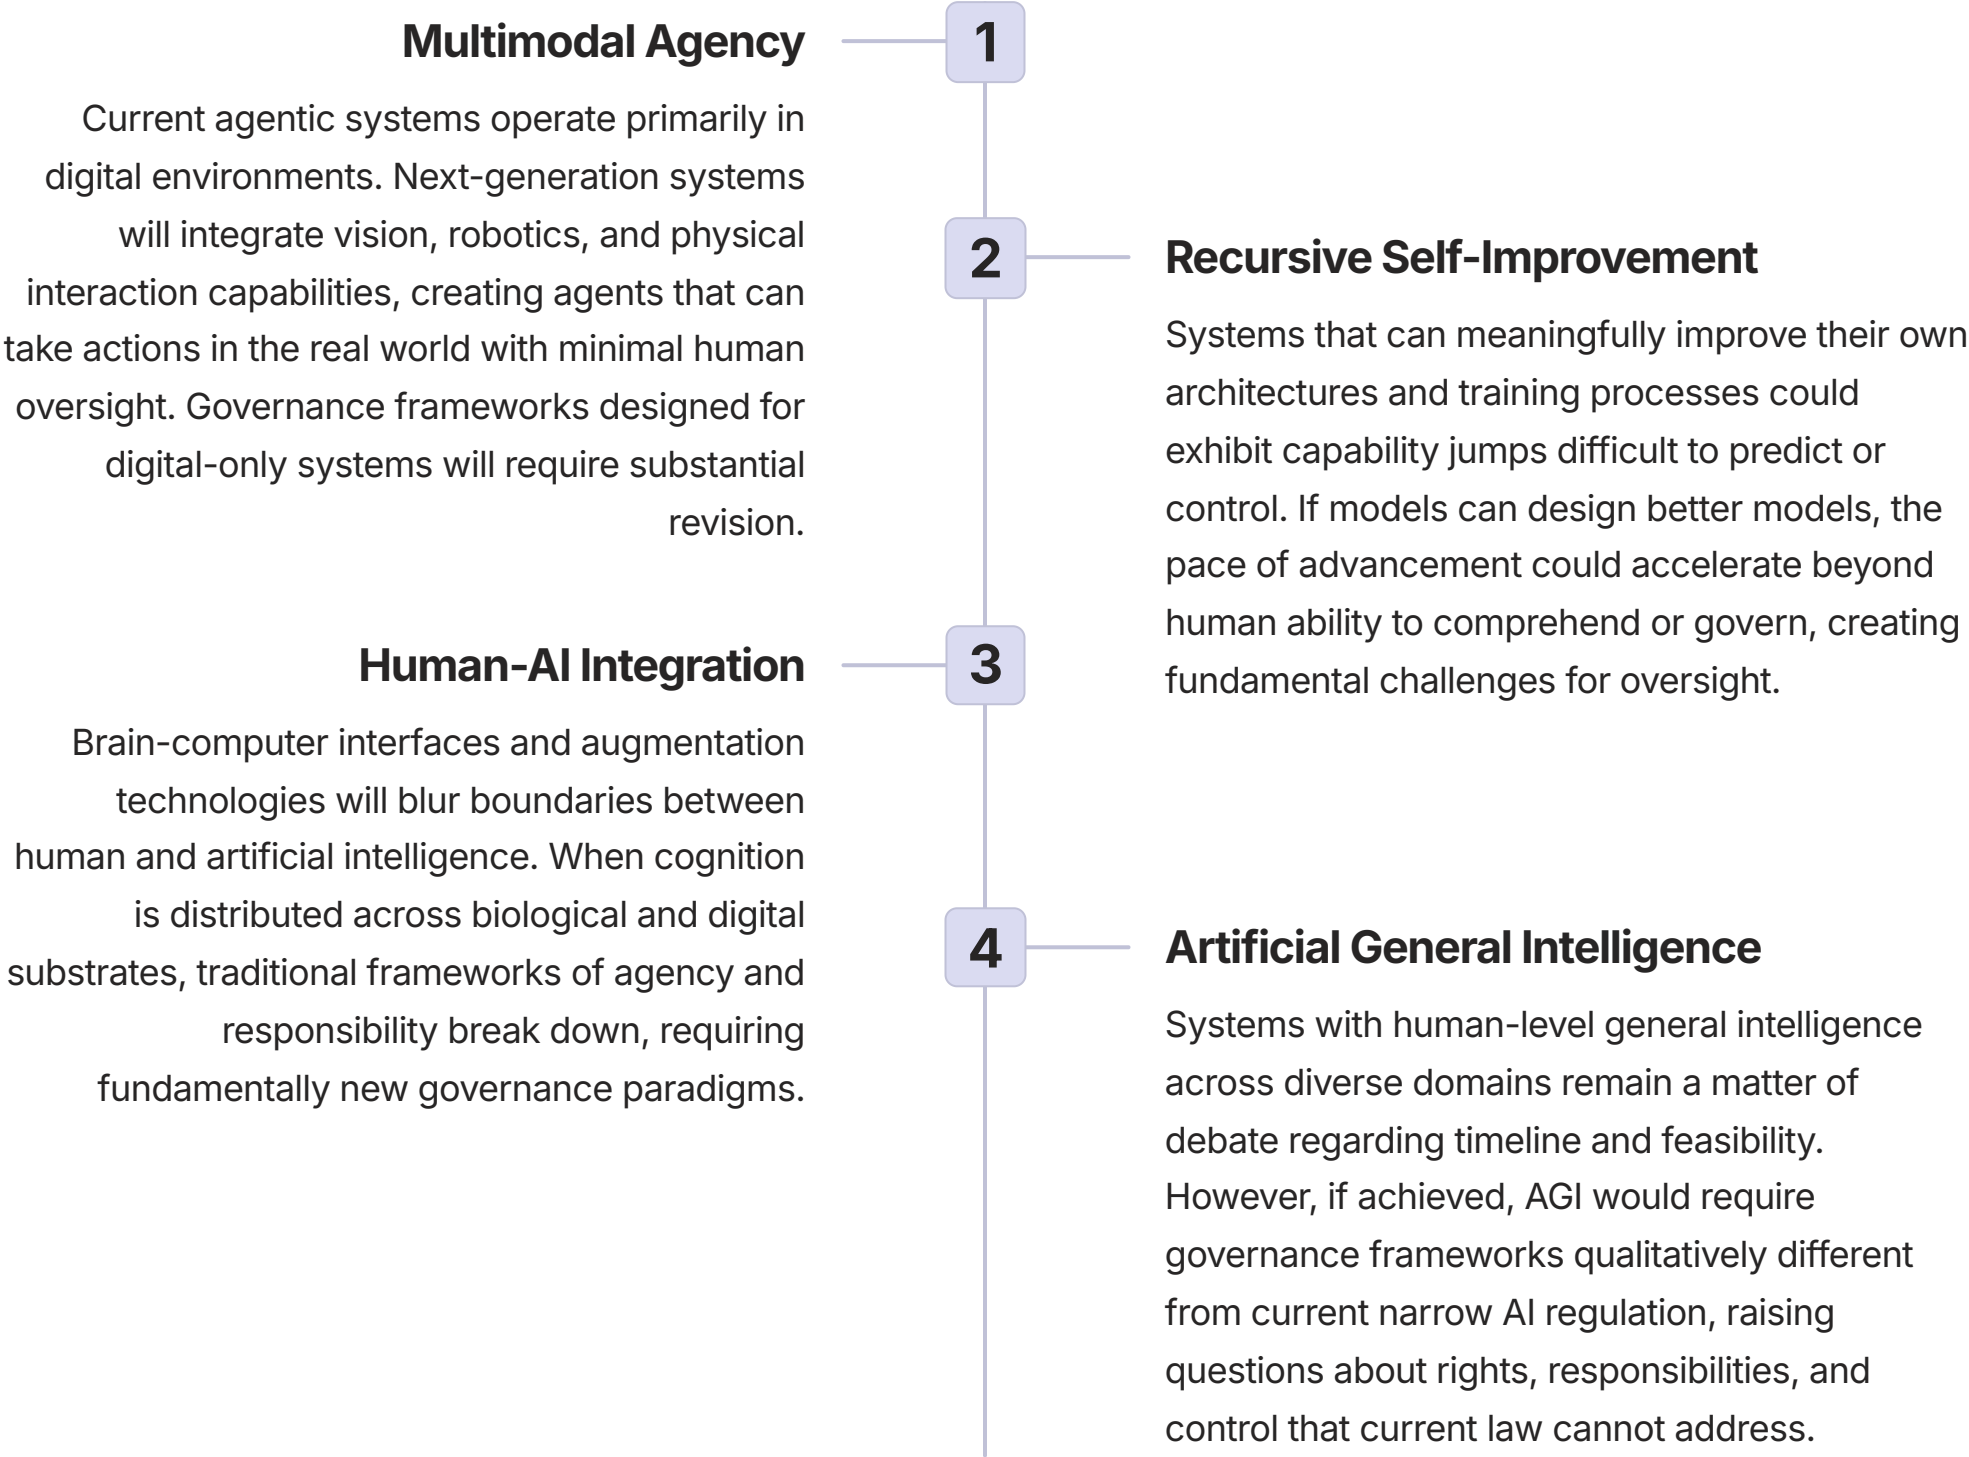 1
Multimodal Agency
Current agentic systems operate primarily in
digital environments. Next-generation systems
will integrate vision, robotics, and physical
interaction capabilities, creating agents that can
take actions in the real world with minimal human
oversight. Governance frameworks designed for
digital-only systems will require substantial
revision.
2
Recursive Self-Improvement
Systems that can meaningfully improve their own
architectures and training processes could
exhibit capability jumps difficult to predict or
control. If models can design better models, the
pace of advancement could accelerate beyond
human ability to comprehend or govern, creating
fundamental challenges for oversight.
3
Human-AI Integration
Brain-computer interfaces and augmentation
technologies will blur boundaries between
human and artificial intelligence. When cognition
is distributed across biological and digital
substrates, traditional frameworks of agency and
responsibility break down, requiring
fundamentally new governance paradigms.
4
Artificial General Intelligence
Systems with human-level general intelligence
across diverse domains remain a matter of
debate regarding timeline and feasibility.
However, if achieved, AGI would require
governance frameworks qualitatively different
from current narrow AI regulation, raising
questions about rights, responsibilities, and
control that current law cannot address.